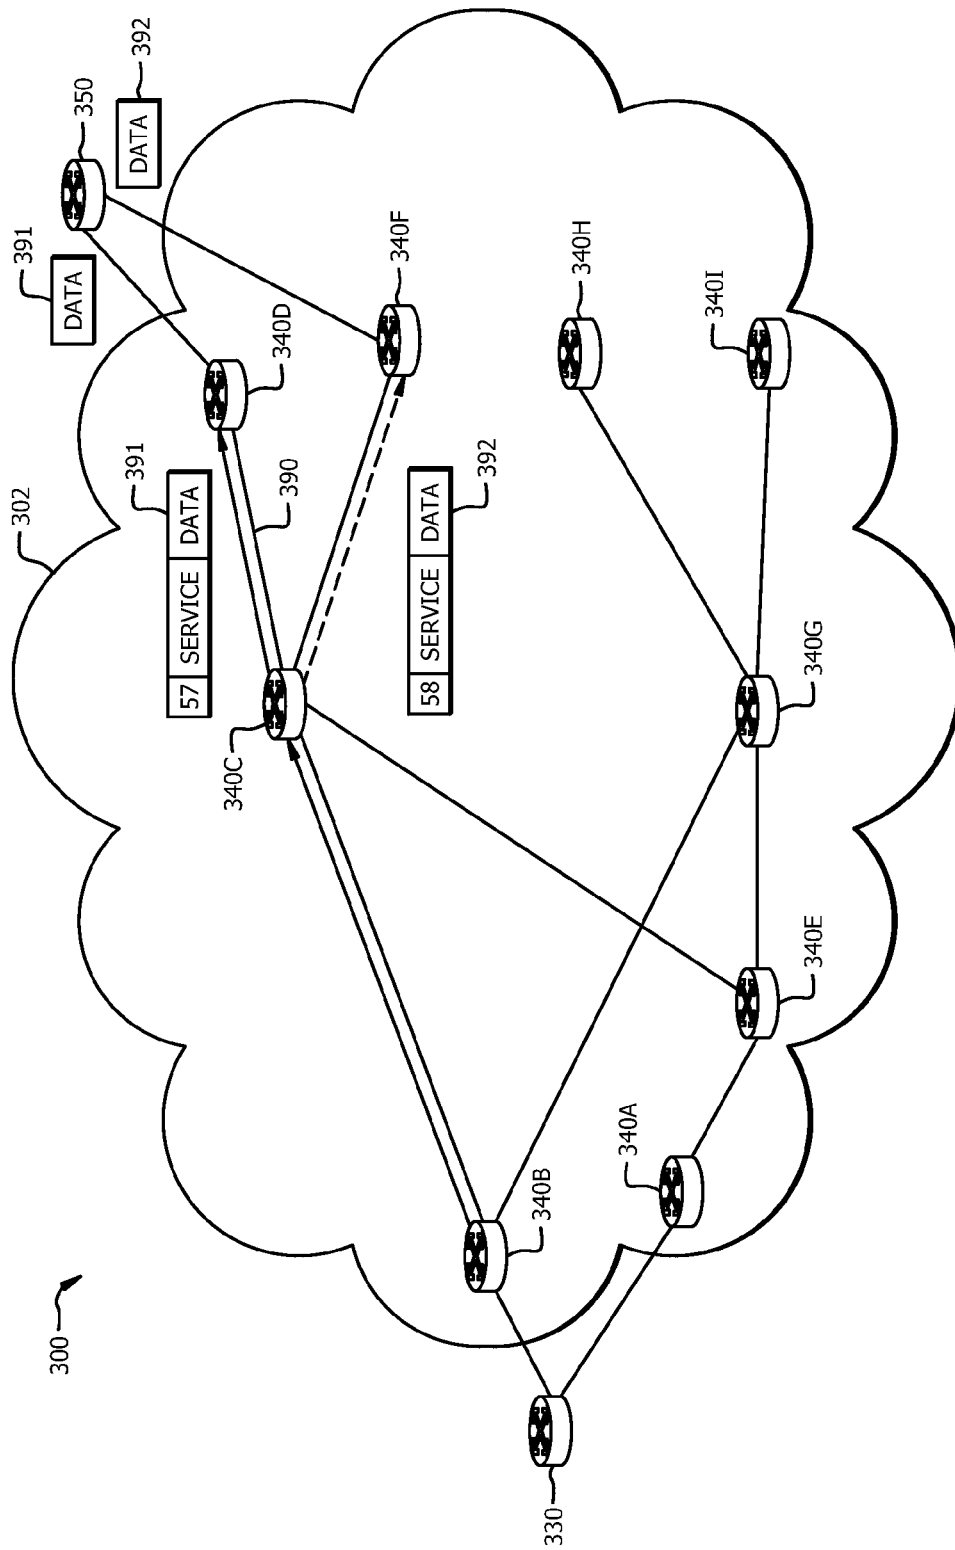 300
302
391
DATA
350
392
DATA
391
57 SERVICE DATA
340C
340D
390
340F
58 SERVICE DATA
392
340B
330
340H
340A
340I
340G
340E